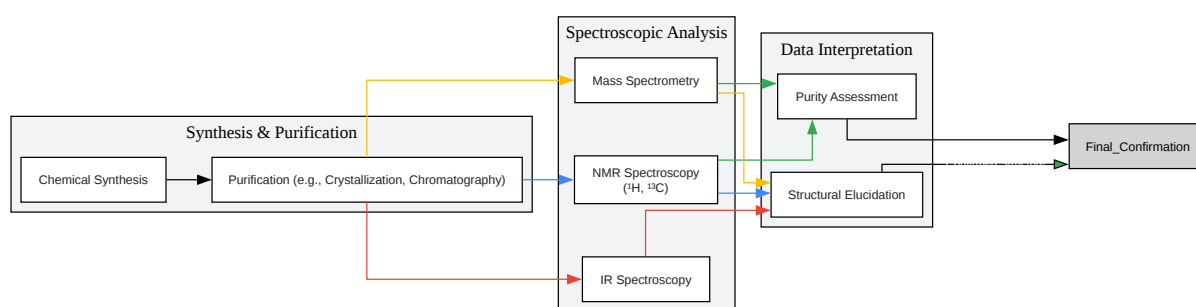 Spectroscopic Analysis
Data Interpretation
Mass Spectrometry
Purity Assessment
Synthesis & Purification
Final_Confirmation
Chemical Synthesis
Purification (e.g., Crystallization, Chromatography)
NMR Spectroscopy
(¹H, ¹³C)
Structural Elucidation
IR Spectroscopy